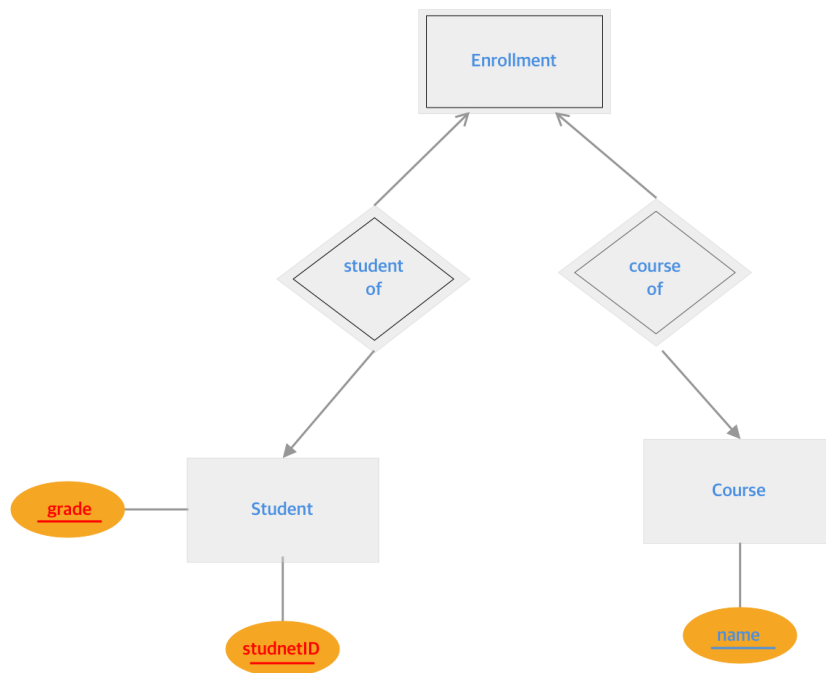 Enrollment
student
of
course
of
grade
Student
Course
studnetID
name